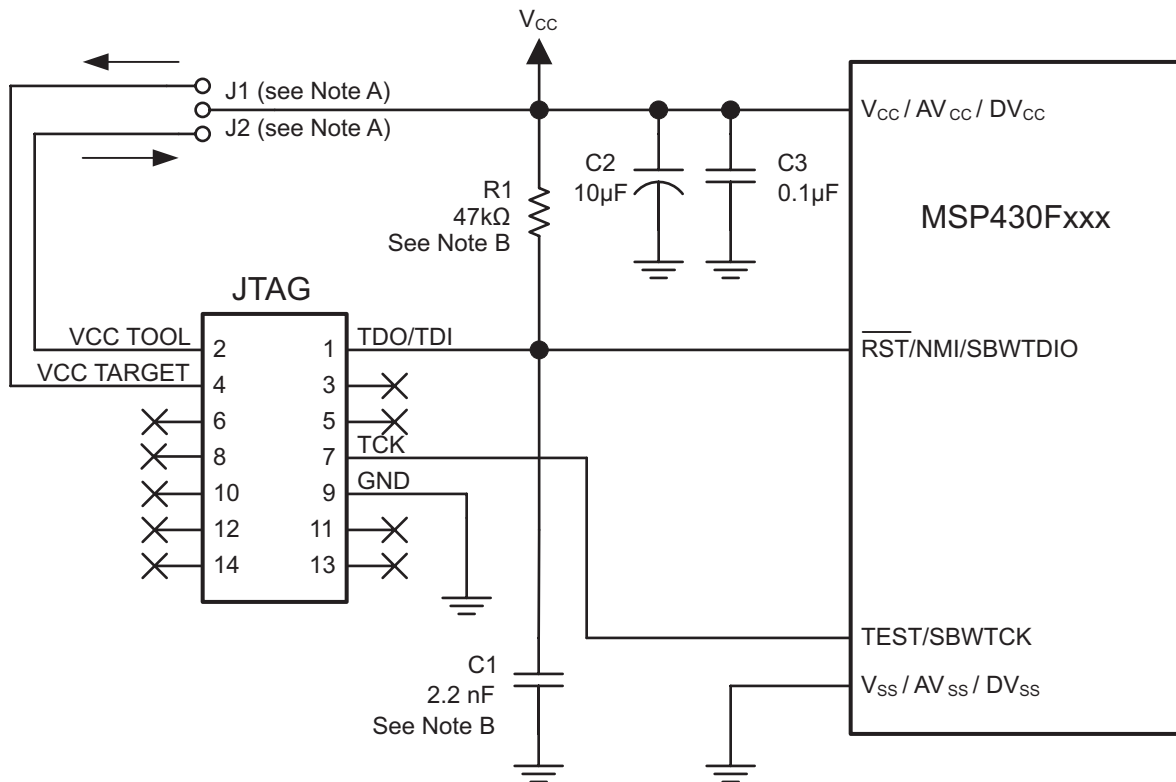 VCC
J1 (see Note A)
J2 (see Note A)
VCC / AVCC / DVCC
C2
10µF
C3
0.1µF
R1
47kΩ
See Note B
MSP430Fxxx
JTAG
VCC TOOL
2
1
TDO/TDI
RST/NMI/SBWTDIO
VCC TARGET
4
3
6
5
8
7
TCK
10
9
GND
12
11
14
13
TEST/SBWTCK
C1
2.2 nF
See Note B
VSS / AVSS / DVSS